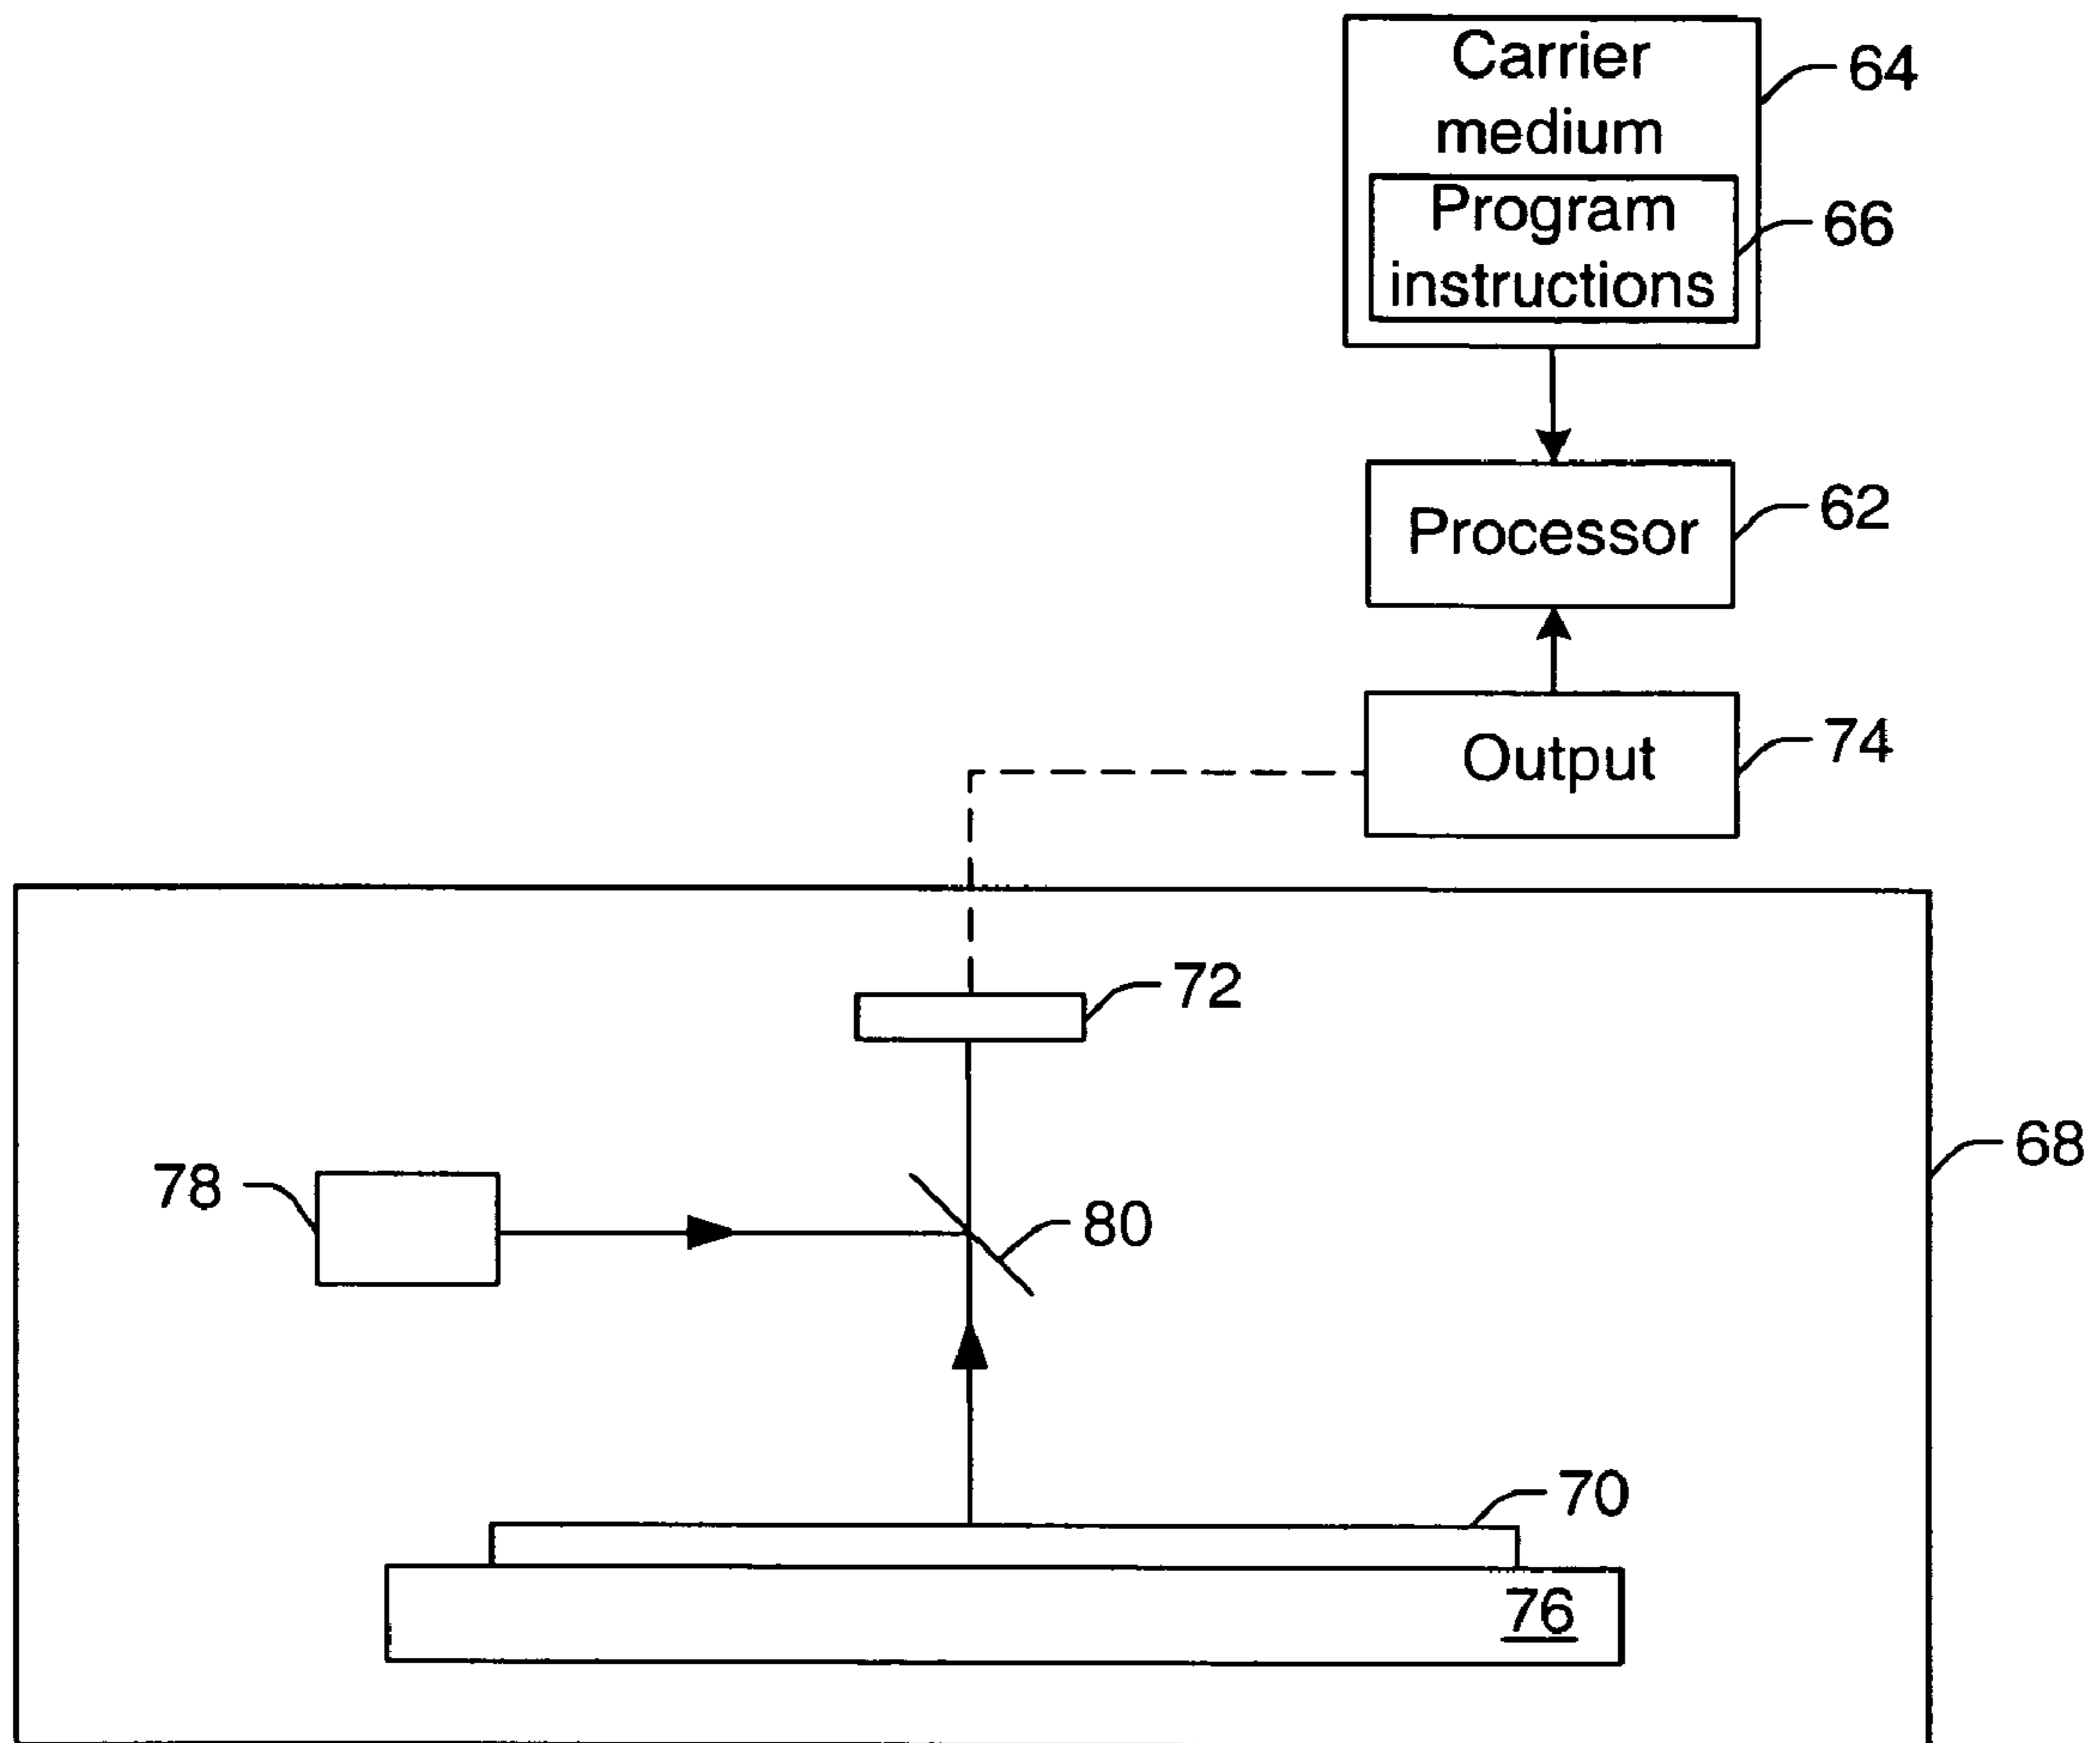 Carrier
medium
64
Program
instructions
66
Processor
62
Output
74
72
78
80
68
70
76